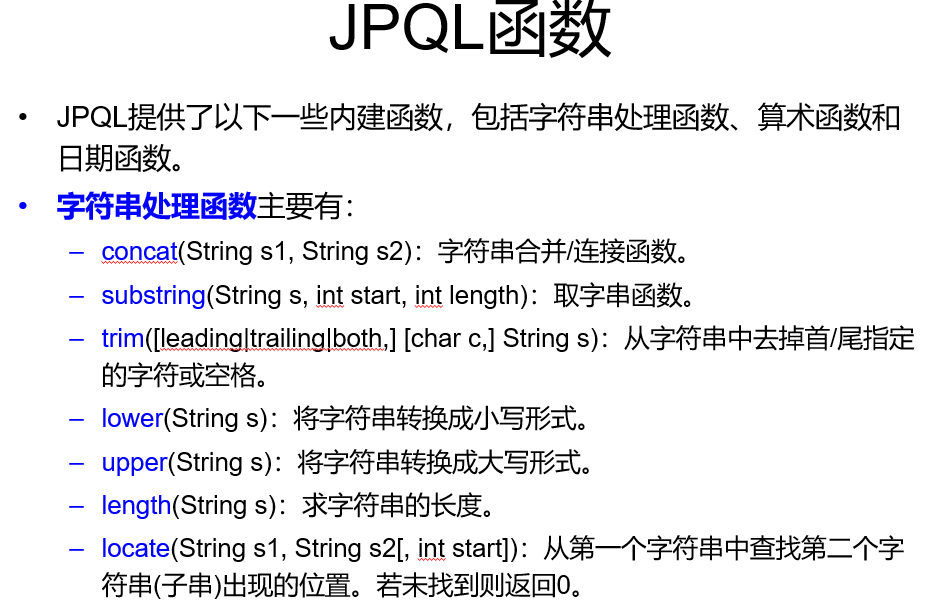 JPQL函数
• JPQL提供了以下一些内建函数，包括字符串处理函数、算术函数和
日期函数。
• 字符串处理函数主要有：
– concat(String s1, String s2)：字符串合并/连接函数。
– substring(String s, int start, int length)：取字串函数。
– trim([leading|trailing|both,] [char c,] String s)：从字符串中去掉首/尾指定
的字符或空格。
– lower(String s)：将字符串转换成小写形式。
– upper(String s)：将字符串转换成大写形式。
– length(String s)：求字符串的长度。
– locate(String s1, String s2[, int start])：从第一个字符串中查找第二个字
符串(子串)出现的位置。若未找到则返回0。